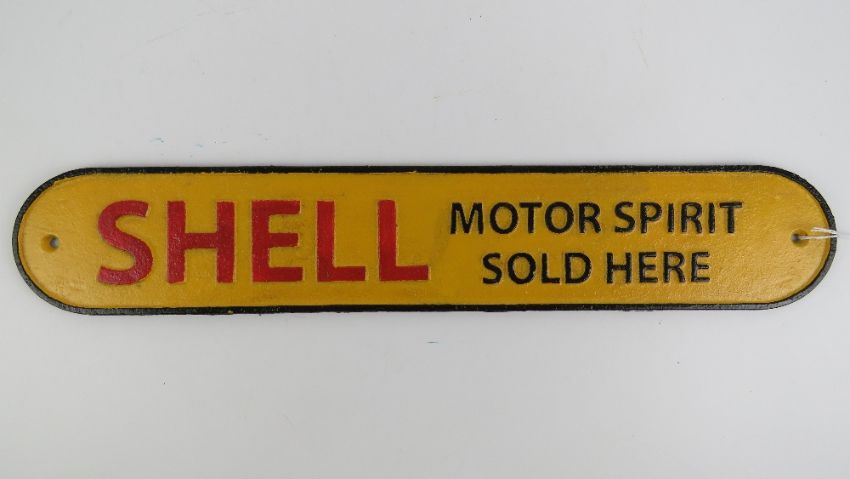 SHELL
MOTOR SPIRIT
SOLD HERE